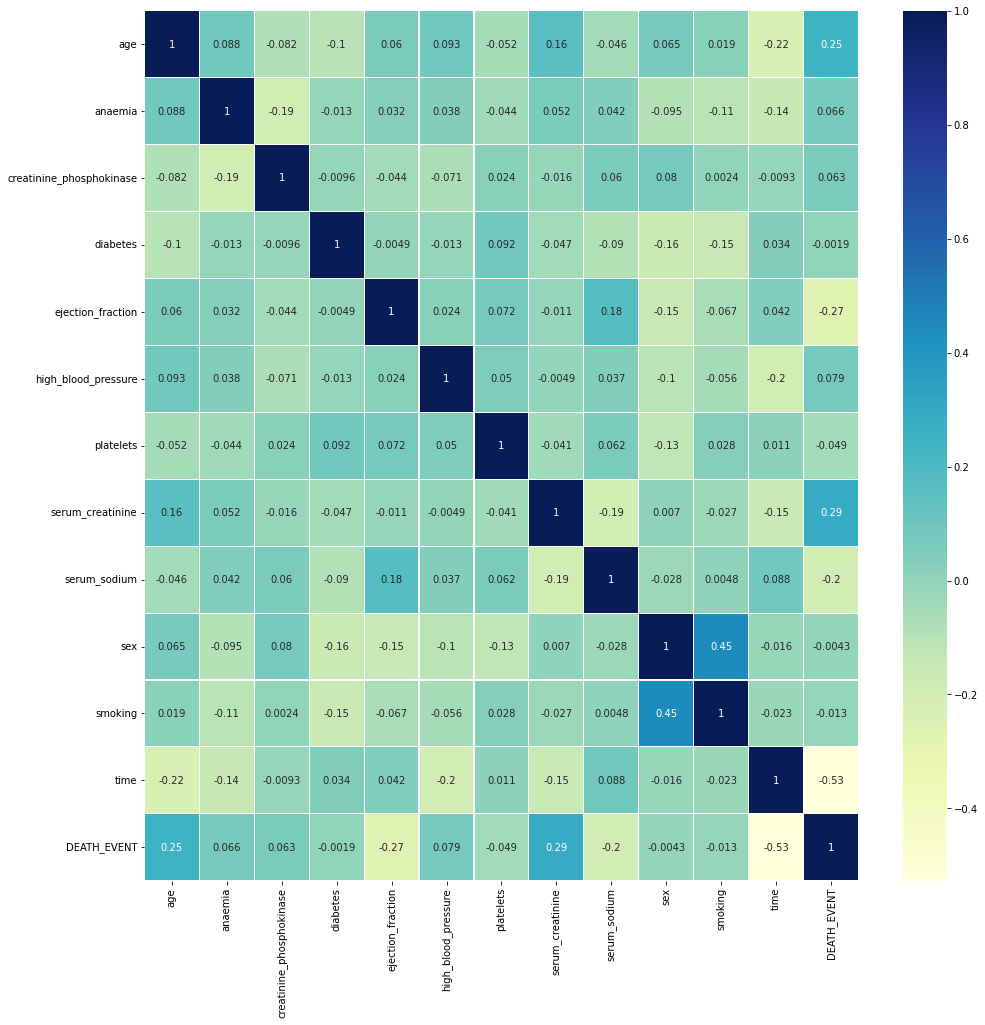 age 1 0.088 -0.082 -0.1 0.06 0.093 -0.052 0.16 -0.046 0.065 0.019 -0.22 0.25
anaemia 0.088 1 -0.19 -0.013 0.032 0.038 -0.044 0.052 0.042 -0.095 -0.11 -0.14 0.066
creatinine_phosphokinase -0.082 -0.19 1 -0.0096 -0.044 -0.071 0.024 -0.016 0.06 0.08 0.0024 -0.0093 0.063
diabetes -0.1 -0.013 -0.0096 1 -0.0049 -0.013 0.092 -0.047 -0.09 -0.16 -0.15 0.034 -0.0019
ejection_fraction 0.06 0.032 -0.044 -0.0049 1 0.024 0.072 -0.011 0.18 -0.15 -0.067 0.042 -0.27
high_blood_pressure 0.093 0.038 -0.071 -0.013 0.024 1 0.05 -0.0049 0.037 -0.1 -0.056 -0.2 0.079
platelets -0.052 -0.044 0.024 0.092 0.072 0.05 1 -0.041 0.062 -0.13 0.028 0.011 -0.049
serum_creatinine 0.16 0.052 -0.016 -0.047 -0.011 -0.0049 -0.041 1 -0.19 0.007 -0.027 -0.15 0.29
serum_sodium -0.046 0.042 0.06 -0.09 0.18 0.037 0.062 -0.19 1 -0.028 0.0048 0.088 -0.2
sex 0.065 -0.095 0.08 -0.16 -0.15 -0.1 -0.13 0.007 -0.028 1 0.45 -0.016 -0.0043
smoking 0.019 -0.11 0.0024 -0.15 -0.067 -0.056 0.028 -0.027 0.0048 0.45 1 -0.023 -0.013
time -0.22 -0.14 -0.0093 0.034 0.042 -0.2 0.011 -0.15 0.088 -0.016 -0.023 1 -0.53
DEATH_EVENT 0.25 0.066 0.063 -0.0019 -0.27 0.079 -0.049 0.29 -0.2 -0.0043 -0.013 -0.53 1
age
anaemia
creatinine_phosphokinase
diabetes
ejection_fraction
high_blood_pressure
platelets
serum_creatinine
serum_sodium
sex
smoking
time
DEATH_EVENT
1.0
0.8
0.6
0.4
0.2
0.0
−0.2
−0.4